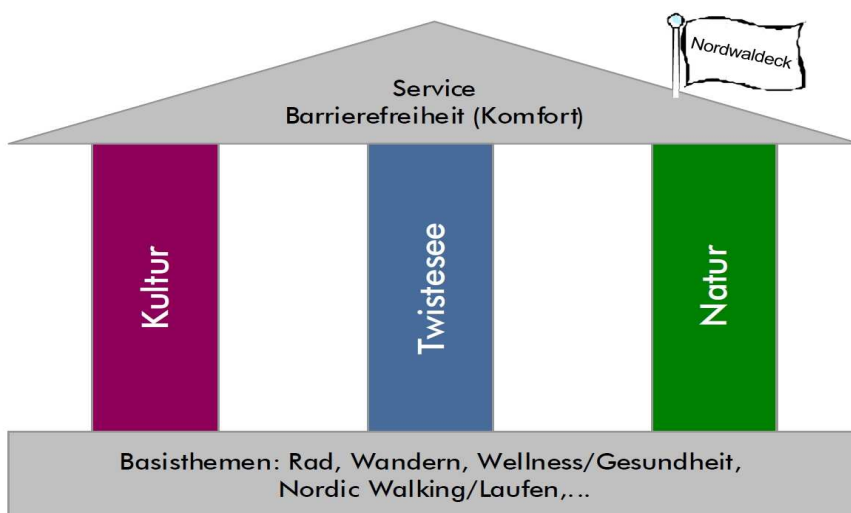 Nordwaldeck
Service
Barrierefreiheit (Komfort)
Kultur
Twistesee
Natur
Basisthemen: Rad, Wandern, Wellness/Gesundheit,
Nordic Walking/Laufen,...